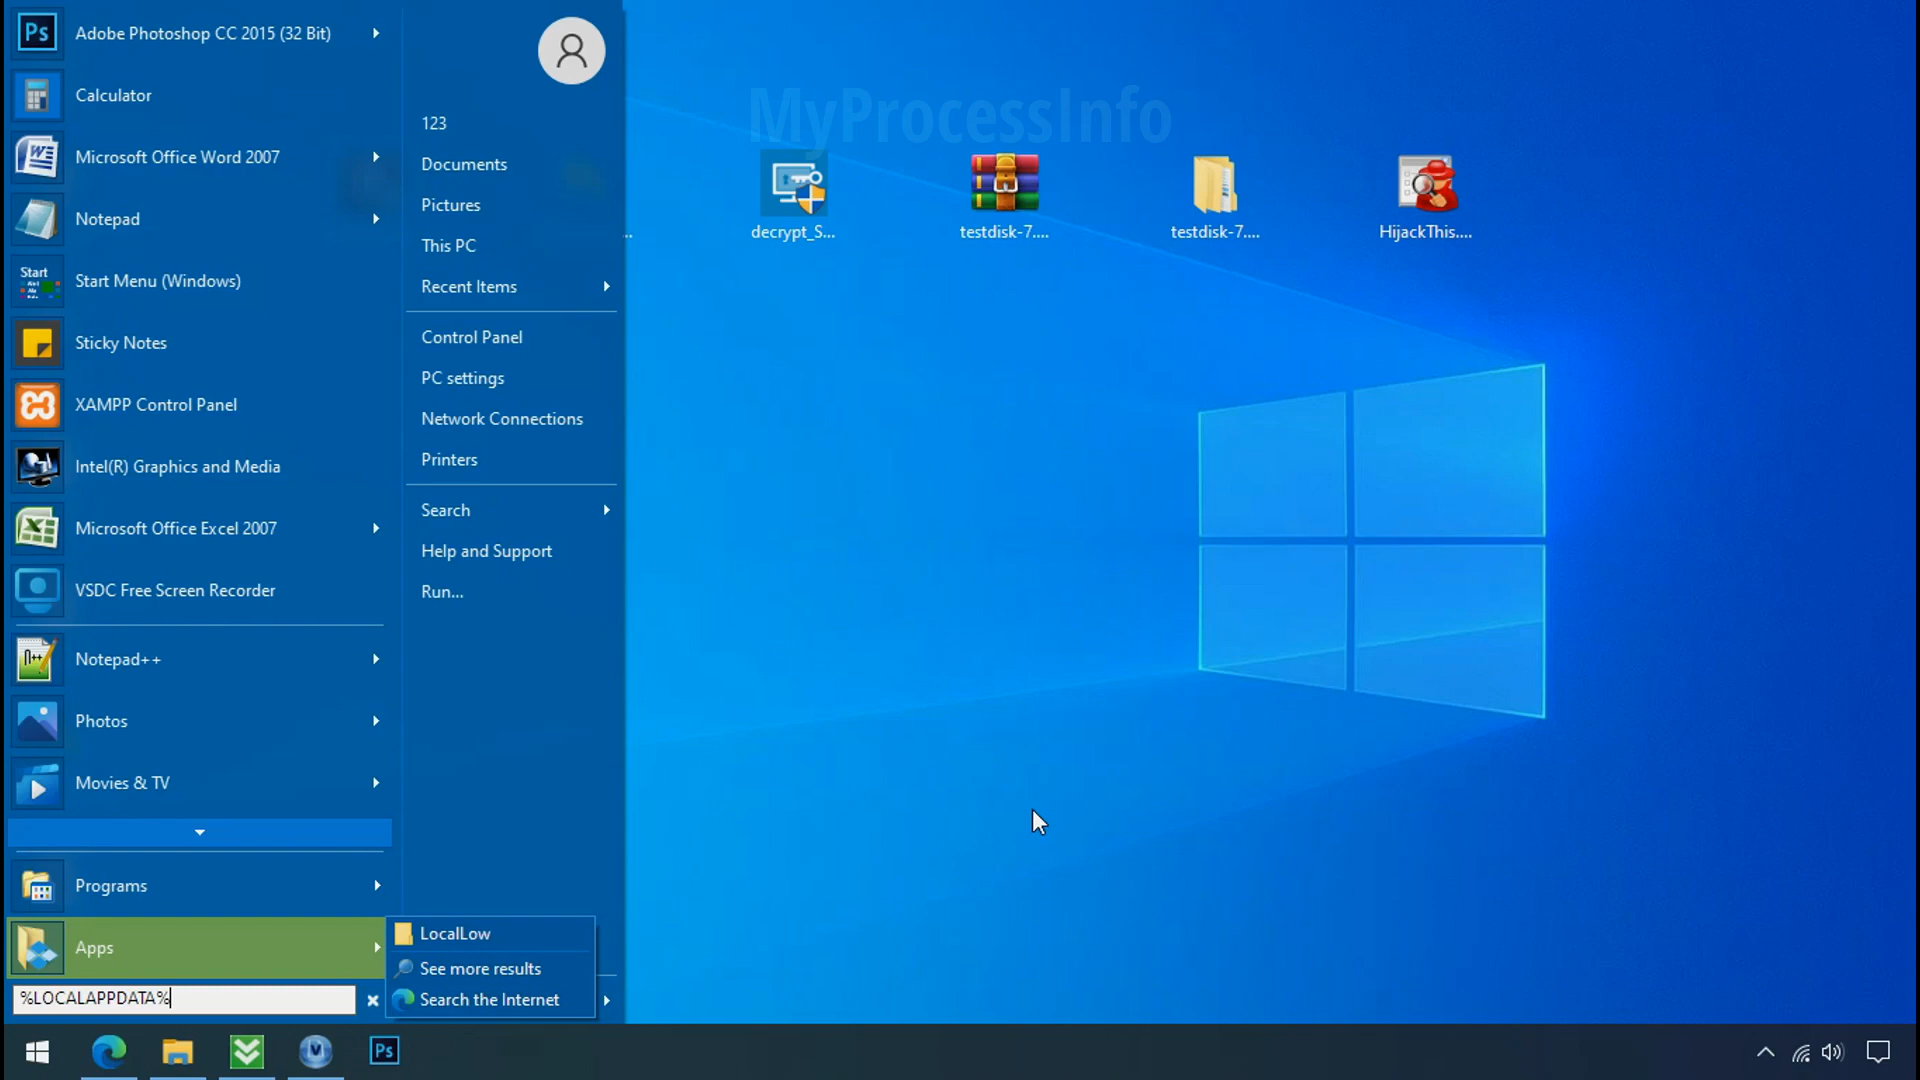 Adobe Photoshop CC 2015 (32 Bit)
Calculator
Microsoft Office Word 2007
Notepad
Start Menu (Windows)
Sticky Notes
XAMPP Control Panel
Intel(R) Graphics and Media
Microsoft Office Excel 2007
VSDC Free Screen Recorder
Notepad++
Photos
Movies & TV
Programs
Apps
%LOCALAPPDATA%
123
Documents
Pictures
This PC
Recent Items
Control Panel
PC settings
Network Connections
Printers
Search
Help and Support
Run...
LocalLow
See more results
Search the Internet
MyProcessInfo
...
decrypt_S...
testdisk-7....
testdisk-7....
HijackThis....
Ps
Start
Ps